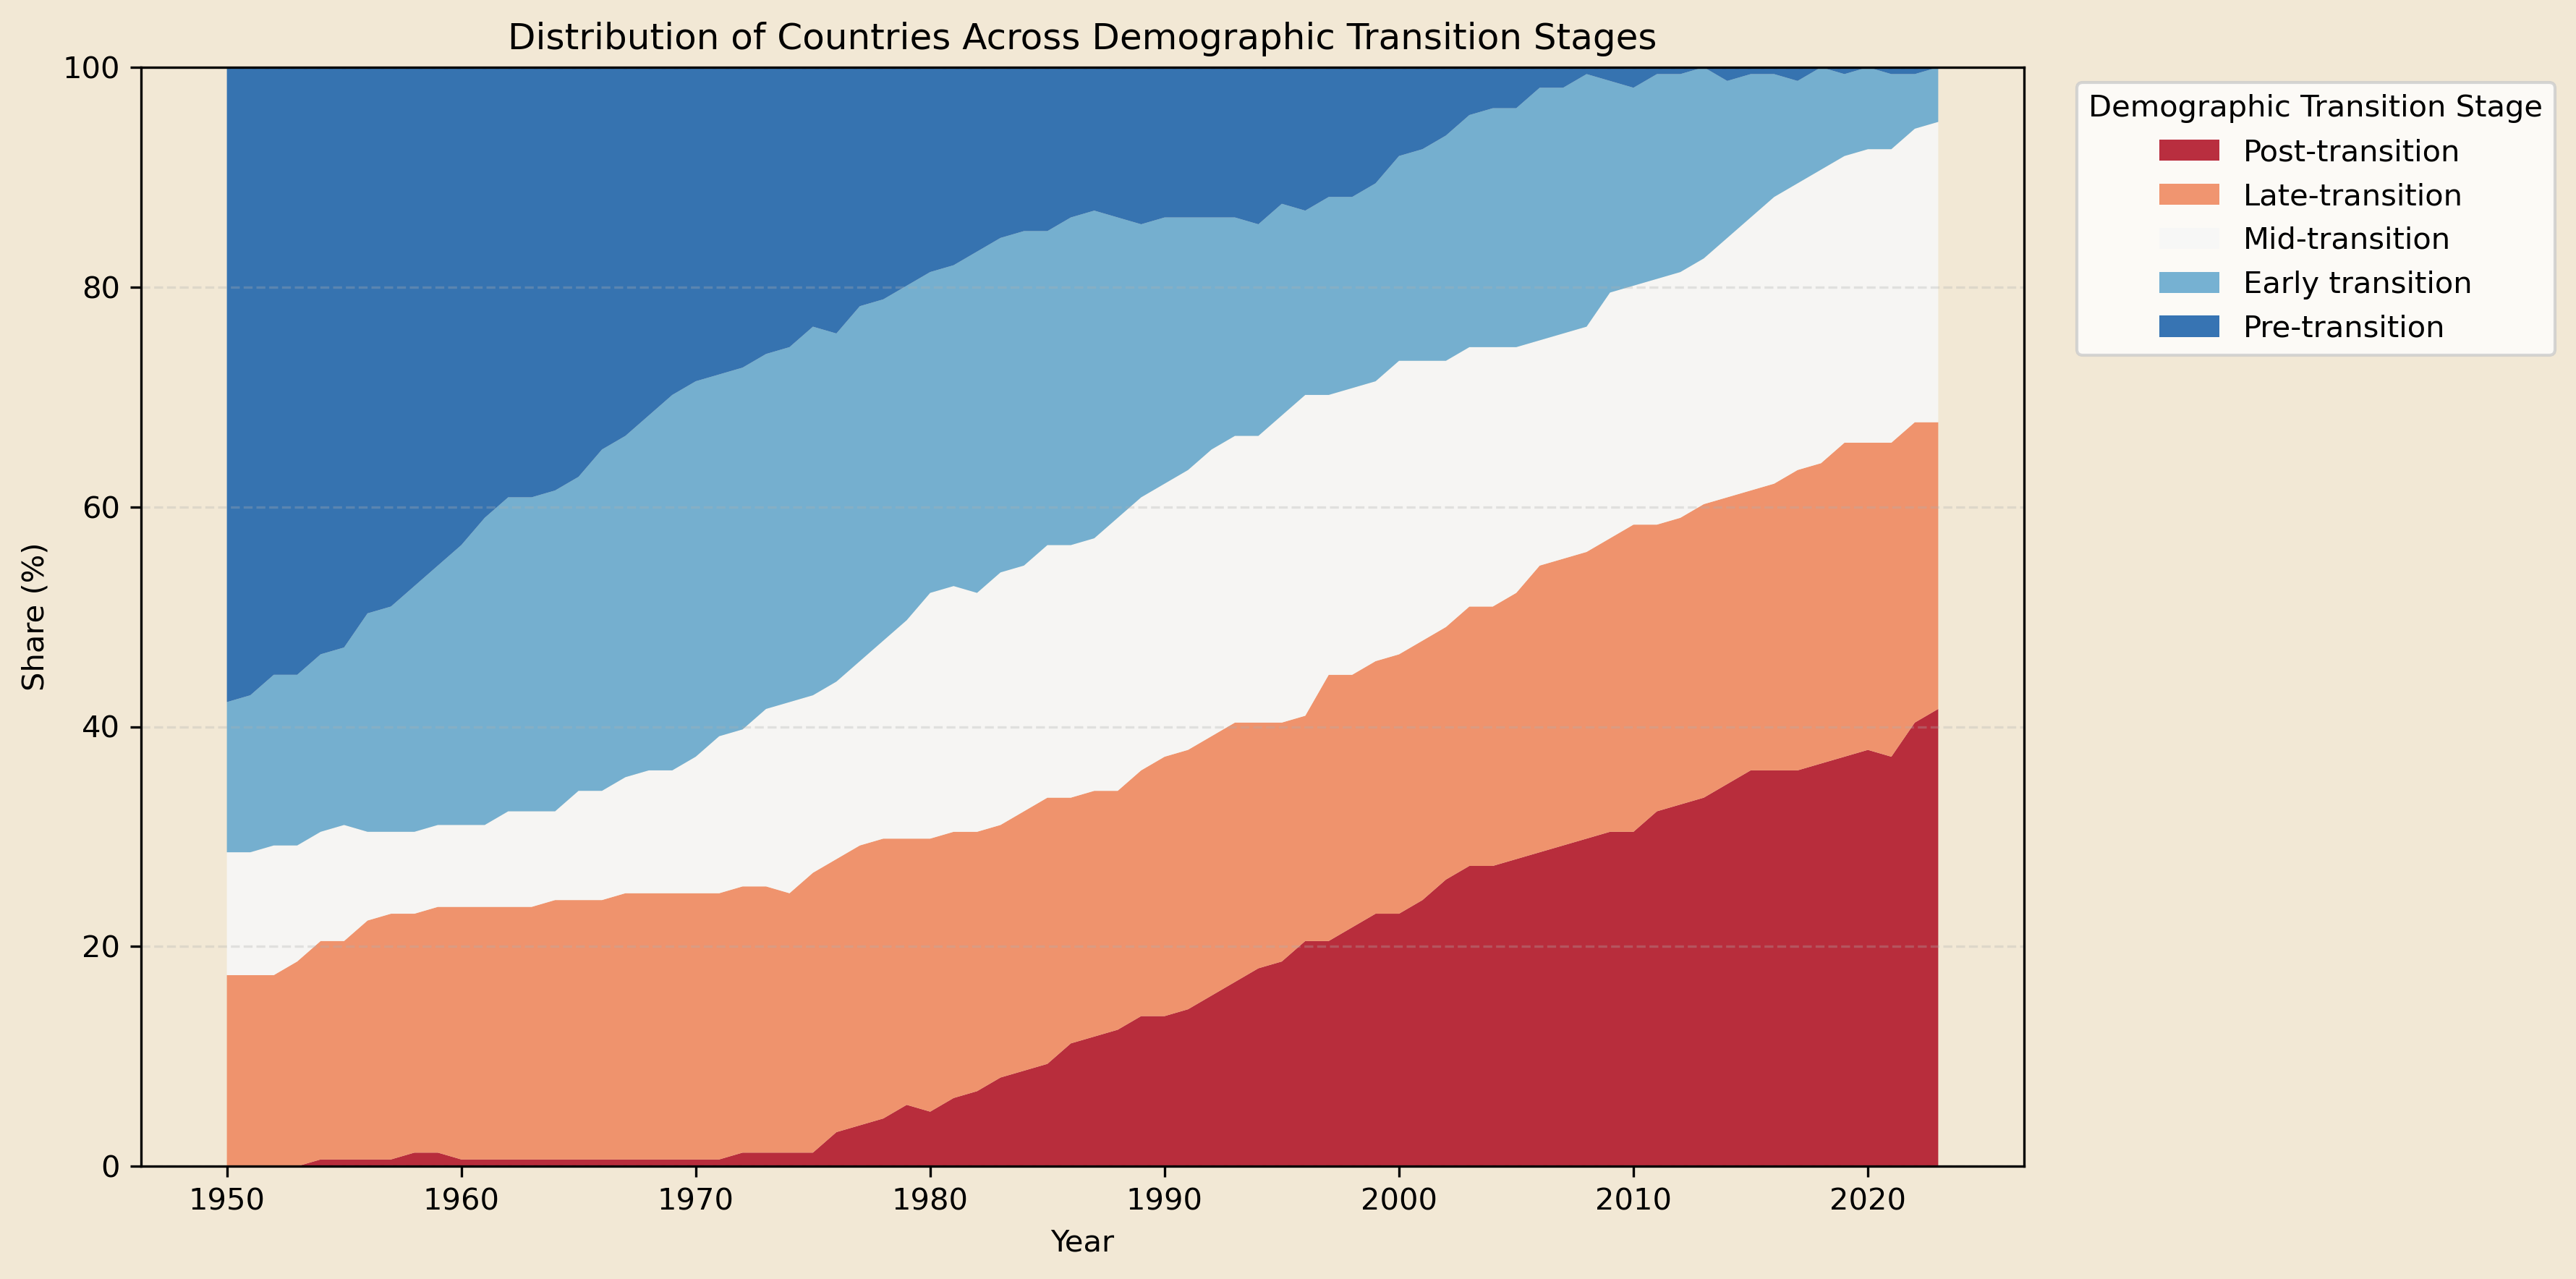 Distribution of Countries Across Demographic Transition Stages
100
80
60
40
20
0
Share (%)
1950 1960 1970 1980 1990 2000 2010 2020
Year
Demographic Transition Stage
Post-transition
Late-transition
Mid-transition
Early transition
Pre-transition